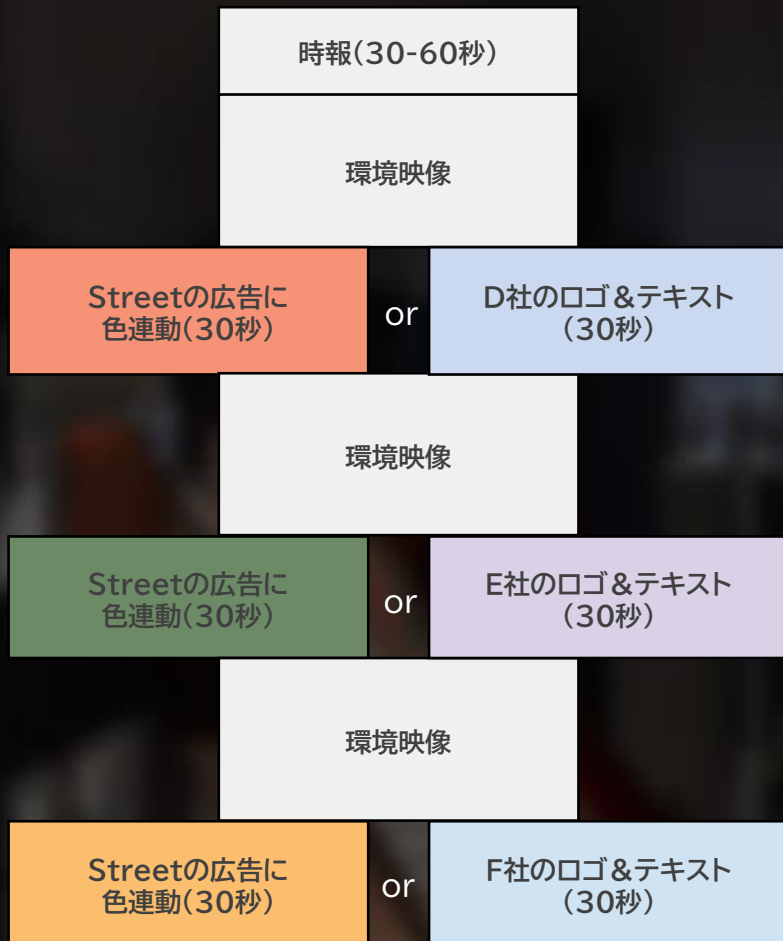 時報(30-60秒)
環境映像
Streetの広告に
色連動(30秒)
or
D社のロゴ&テキスト
(30秒)
環境映像
Streetの広告に
色連動(30秒)
or
E社のロゴ&テキスト
(30秒)
環境映像
Streetの広告に
色連動(30秒)
or
F社のロゴ&テキスト
(30秒)